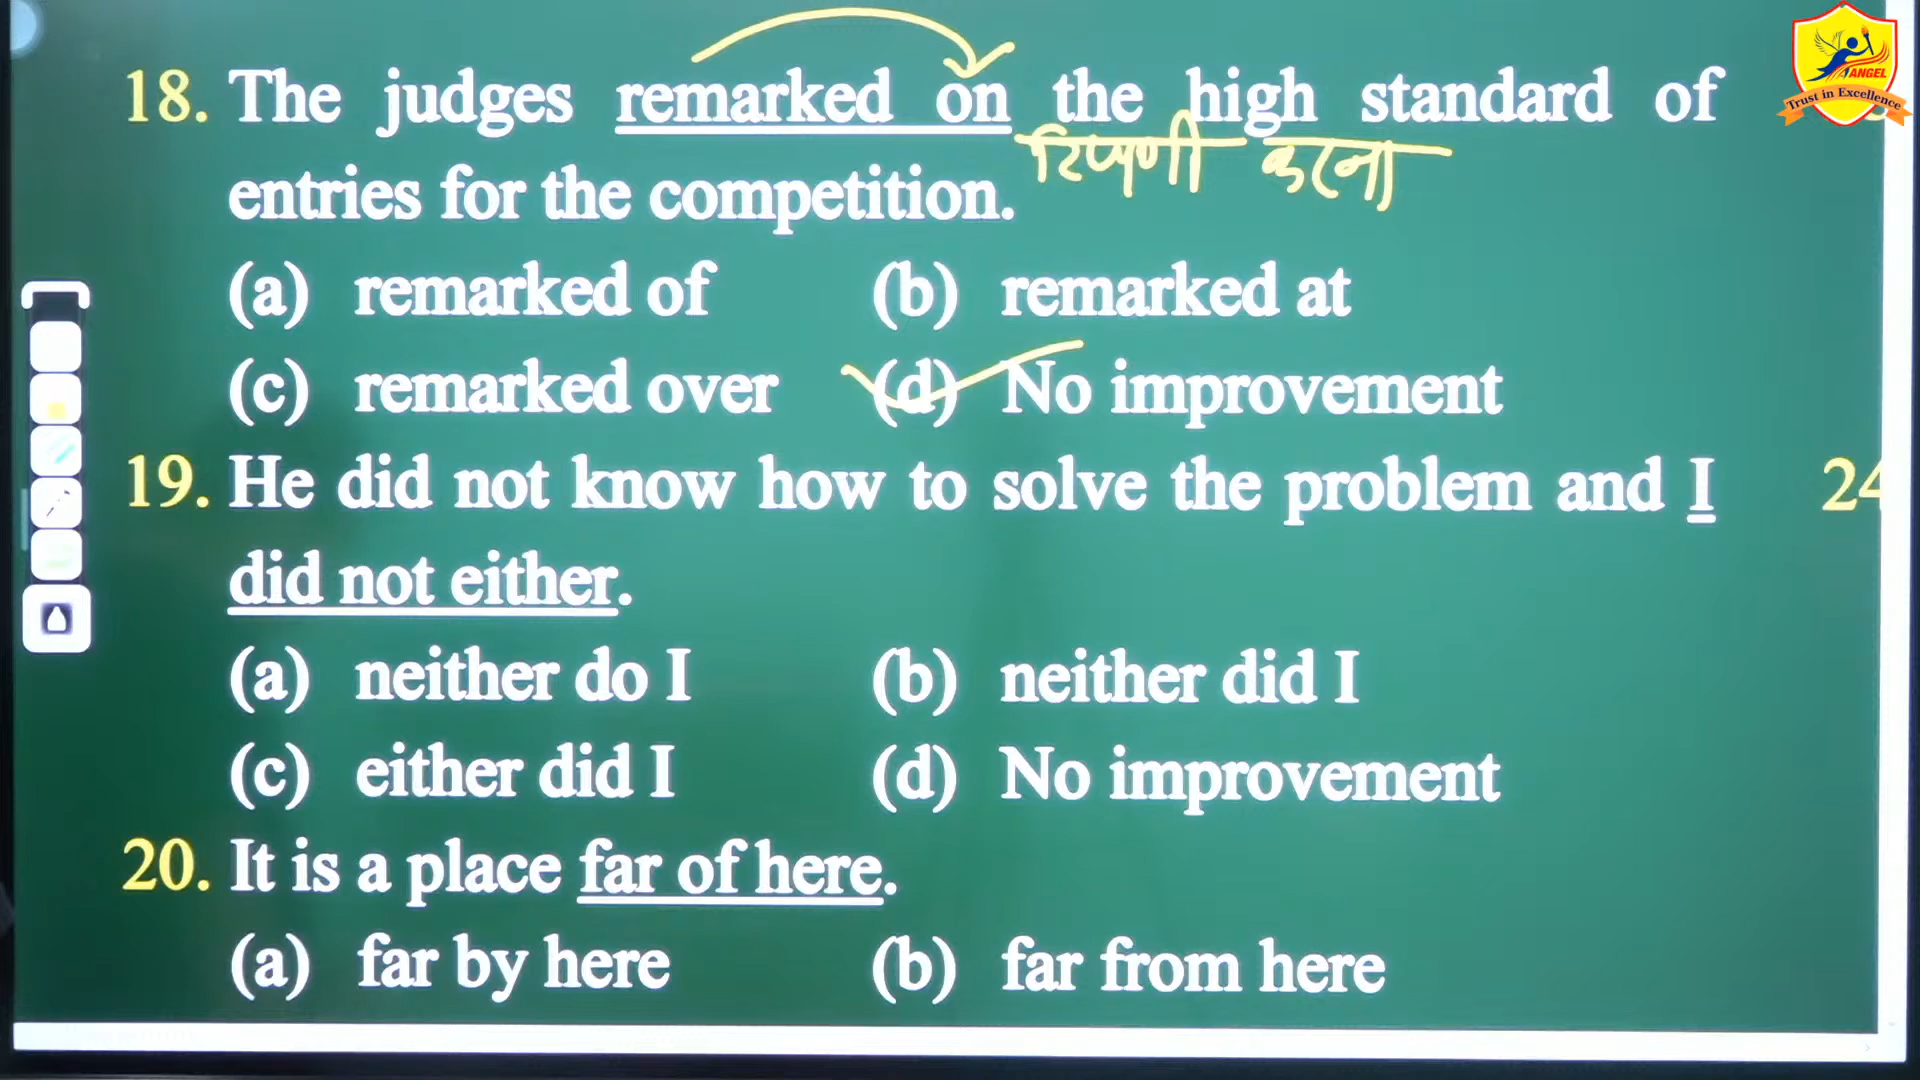 ANGEL
Trust in Excellence
18. The judges remarked on the high standard of
टिप्पणी करना
entries for the competition.
(a) remarked of (b) remarked at
(c) remarked over (d) No improvement
19. He did not know how to solve the problem and I
24
did not either.
(a) neither do I (b) neither did I
(c) either did I (d) No improvement
20. It is a place far of here.
(a) far by here (b) far from here